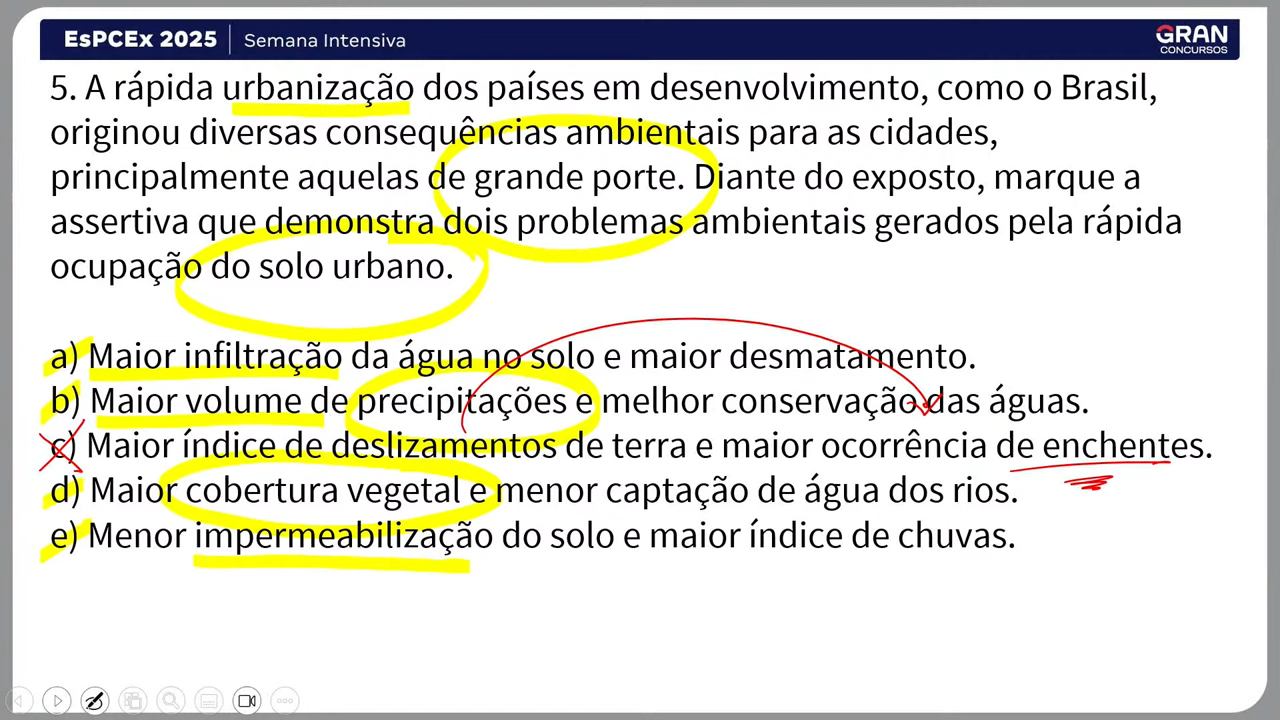 EsPCEx 2025 Semana Intensiva
GRAN
CONCURSOS
5. A rápida urbanização dos países em desenvolvimento, como o Brasil,
originou diversas consequências ambientais para as cidades,
principalmente aquelas de grande porte. Diante do exposto, marque a
assertiva que demonstra dois problemas ambientais gerados pela rápida
ocupação do solo urbano.
a) Maior infiltração da água no solo e maior desmatamento.
b) Maior volume de precipitações e melhor conservação das águas.
c) Maior índice de deslizamentos de terra e maior ocorrência de enchentes.
d) Maior cobertura vegetal e menor captação de água dos rios.
e) Menor impermeabilização do solo e maior índice de chuvas.